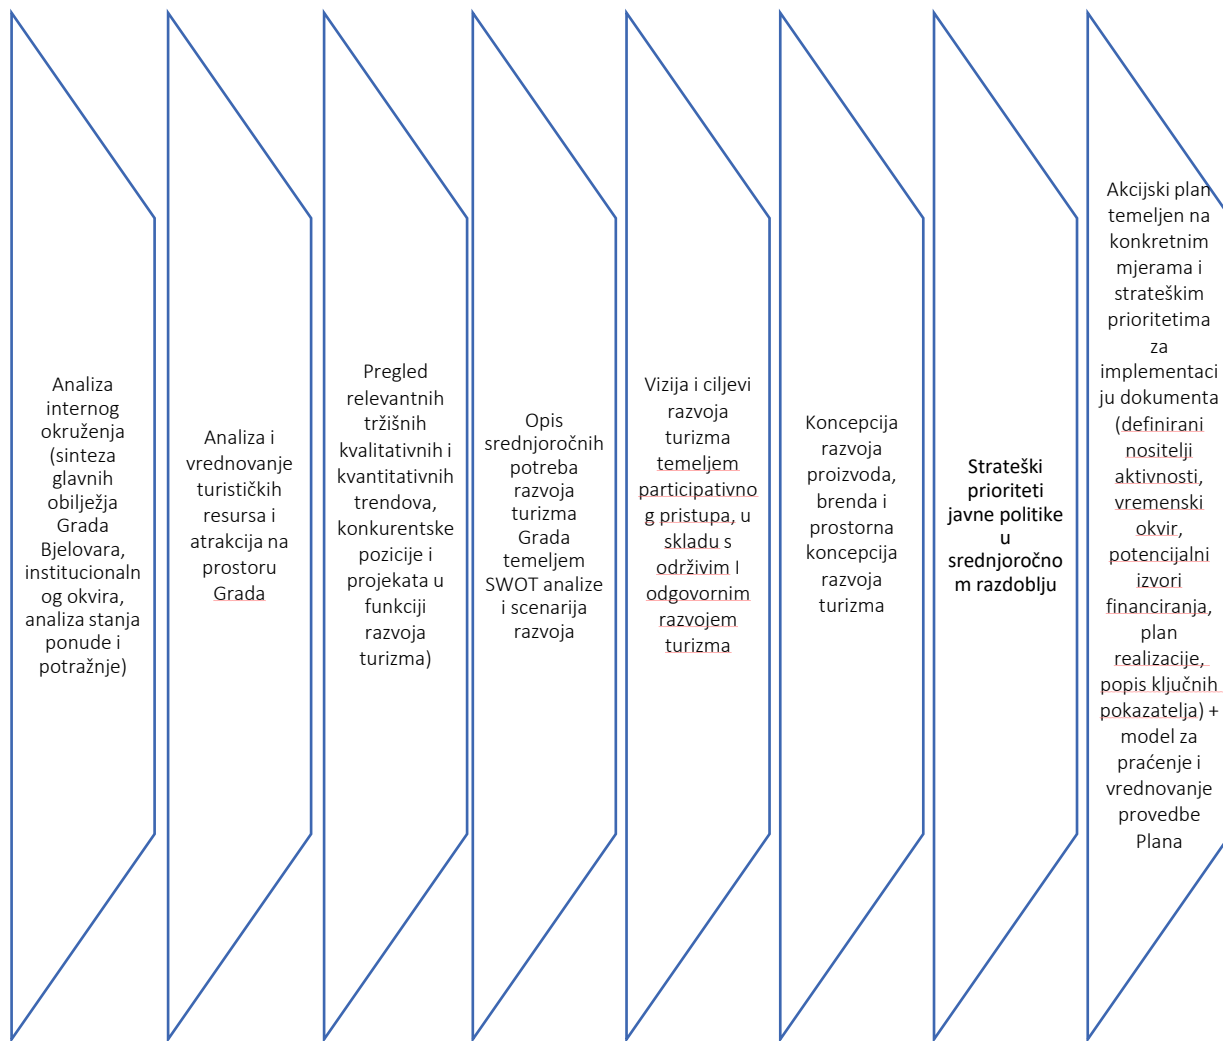 Analiza
internog
okruženja
(sinteza
glavnih
obilježja
Grada
Bjelovara,
institucionaln
og okvira,
analiza stanja
ponude i
potražnje)
Analiza i
vrednovanje
turističkih
resursa i
atrakcija na
prostoru
Grada
Pregled
relevantnih
tržišnih
kvalitativnih i
kvantitativnih
trendova,
konkurentske
pozicije i
projekata u
funkciji
razvoja
turizma)
Opis
srednjoročnih
potreba
razvoja
turizma
Grada
temeljem
SWOT analize
i scenarija
razvoja
Vizija i ciljevi
razvoja
turizma
temeljem
participativno
g pristupa, u
skladu s
održivim I
odgovornim
razvojem
turizma
Koncepcija
razvoja
proizvoda,
brenda i
prostorna
koncepcija
razvoja
turizma
Strateški
prioriteti
javne politike
u
srednjoročno
m razdoblju
Akcijski plan
temeljen na
konkretnim
mjerama i
strateškim
prioritetima
za
implementaci
ju dokumenta
(definirani
nositelji
aktivnosti,
vremenski
okvir,
potencijalni
izvori
financiranja,
plan
realizacije,
popis ključnih
pokazatelja) +
model za
praćenje i
vrednovanje
provedbe
Plana